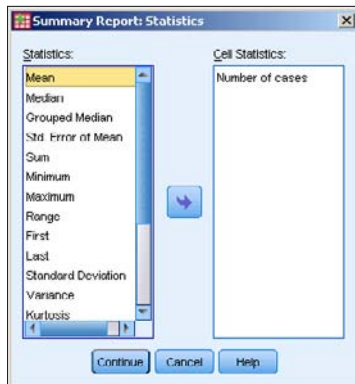 Summary Report: Statistics
Statistics:
Cell Statistics:
Mean
Median
Grouped Median
Std. Error of Mean
Sum
Minimum
Maximum
Range
First
Last
Standard Deviation
Variance
Kurtosis
Number of cases
Continue
Cancel
Help